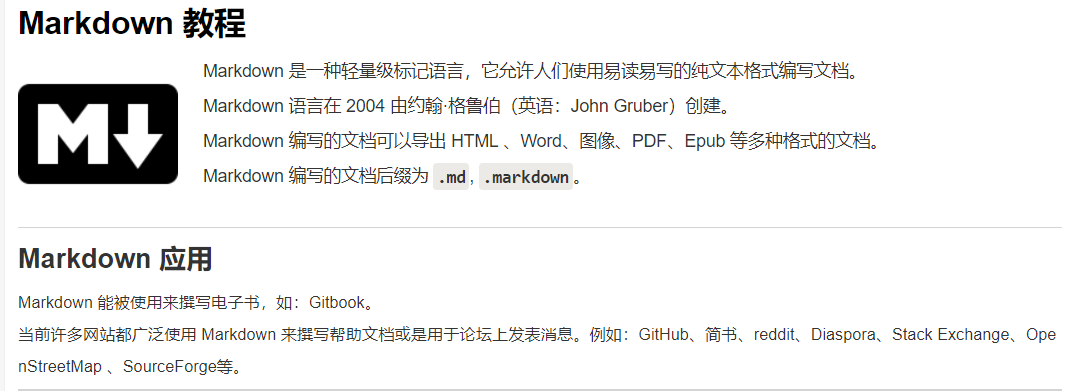 Markdown 教程
Markdown 是一种轻量级标记语言，它允许人们使用易读易写的纯文本格式编写文档。
Markdown 语言在 2004 由约翰·格鲁伯（英语：John Gruber）创建。
Markdown 编写的文档可以导出 HTML 、Word、图像、PDF、Epub 等多种格式的文档。
Markdown 编写的文档后缀为 .md, .markdown。
M
Markdown 应用
Markdown 能被使用来撰写电子书，如：Gitbook。
当前许多网站都广泛使用 Markdown 来撰写帮助文档或是用于论坛上发表消息。例如：GitHub、简书、reddit、Diaspora、Stack Exchange、Ope
nStreetMap 、SourceForge等。